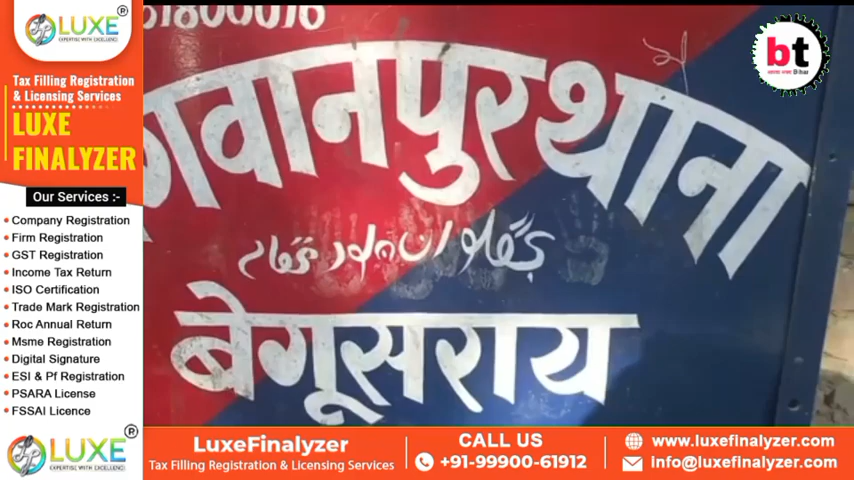 LUXE
EXPERTISE WITH EXCELLENCE
Tax Filling Registration
& Licensing Services
LUXE
FINALYZER
Our Services :-
Company Registration
Firm Registration
GST Registration
Income Tax Return
ISO Certification
Trade Mark Registration
Roc Annual Return
Msme Registration
Digital Signature
ESI & Pf Registration
PSARA License
FSSAI Licence
LUXE
EXPERTISE WITH EXCELLENCE
bt
Bihar
गवानपुर थाना
बेगूसराय
LuxeFinalyzer
Tax Filling Registration & Licensing Services
CALL US
+91-99900-61912
www.luxefinalyzer.com
info@luxefinalyzer.com